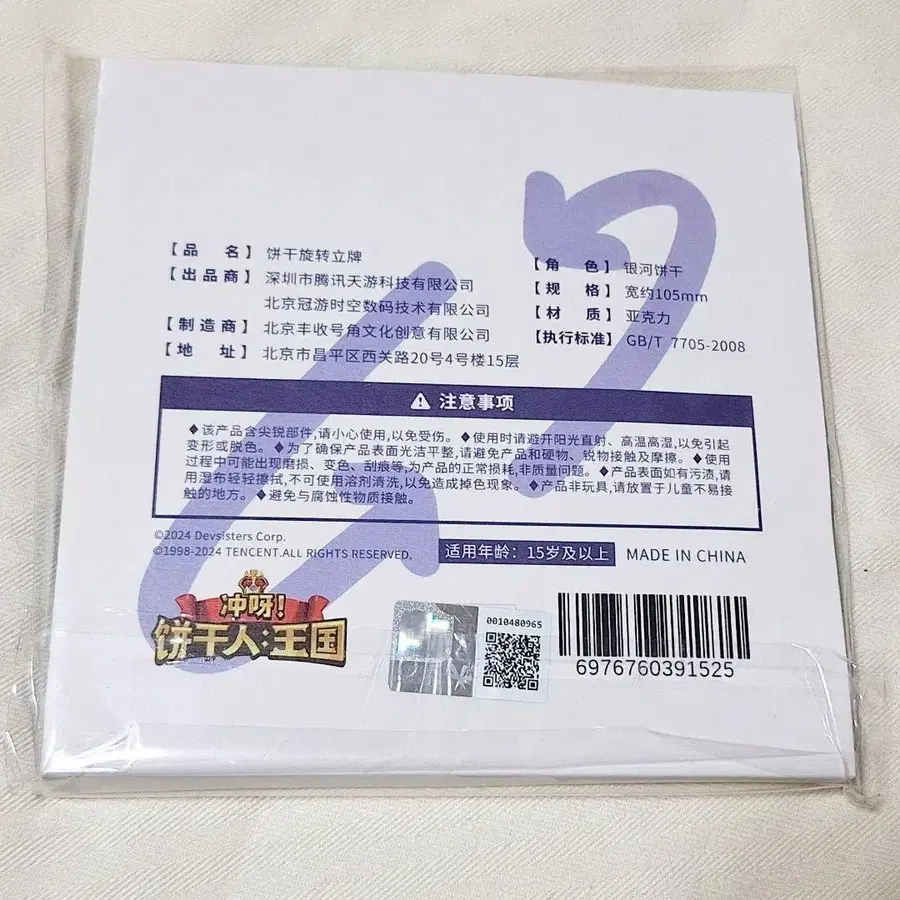 【品 名】 饼干旋转立牌
【出品商】 深圳市腾讯天游科技有限公司
北京冠游时空数码技术有限公司
【制造商】 北京丰收号角文化创意有限公司
【地 址】 北京市昌平区西关路20号4号楼15层
【角 色】 银河饼干
【规 格】 宽约105mm
【材 质】 亚克力
【执行标准】 GB/T 7705-2008
注意事项
◆该产品含尖锐部件,请小心使用,以免受伤。◆使用时请避开阳光直射、高温高湿,以免引起
变形或脱色。◆为了确保产品表面光洁平整,请避免产品和硬物、锐物接触及摩擦。◆使用
过程中可能出现磨损、变色、刮痕等,为产品的正常损耗,非质量问题。◆产品表面如有污渍,请
用湿布轻轻擦拭,不可使用溶剂清洗,以免造成掉色现象。◆产品非玩具,请放置于儿童不易接
触的地方。◆避免与腐蚀性物质接触。
©2024 Devsisters Corp.
©1998-2024 TENCENT.ALL RIGHTS RESERVED.
适用年龄：15岁及以上
MADE IN CHINA
冲呀!
饼干人:王国
0010480965
6976760391525